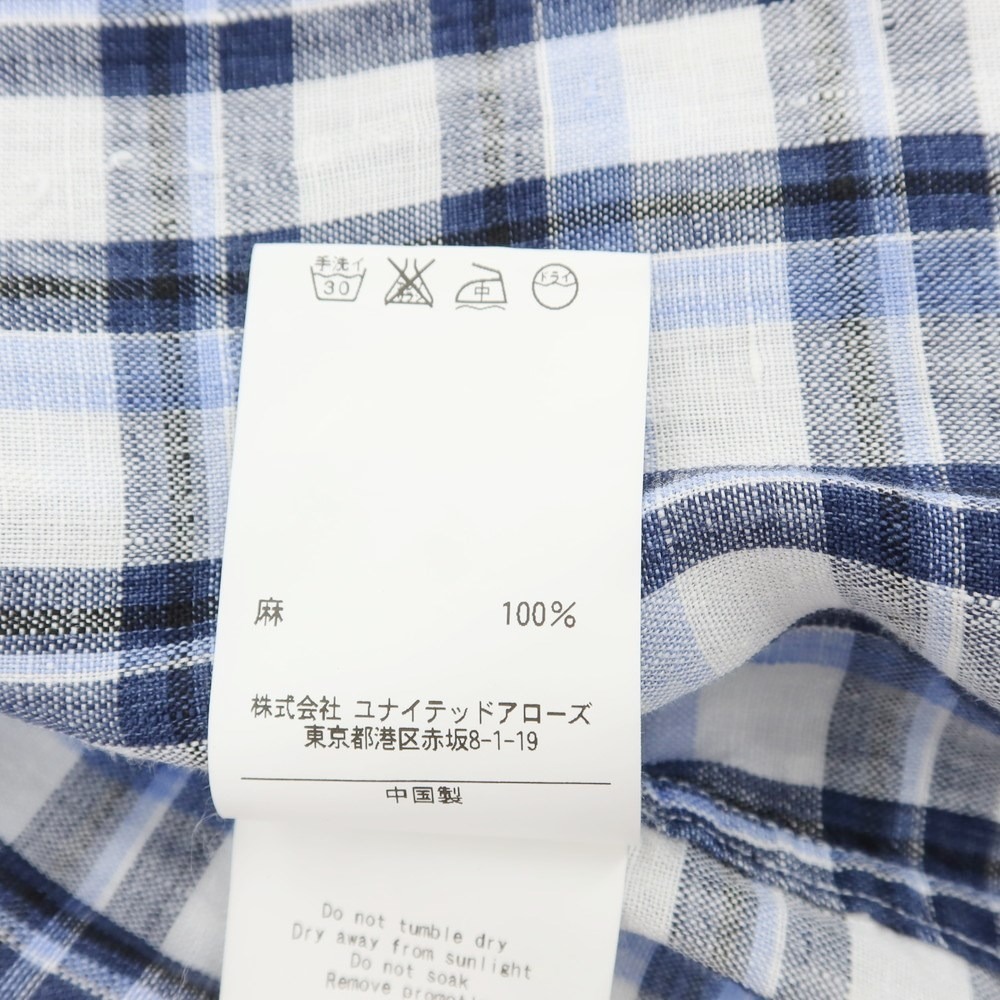 手洗イ 30 中 ドライ
麻 100%
株式会社 ユナイテッドアローズ
東京都港区赤坂8-1-19
中国製
Do not tumble dry
Dry away from sunlight
Do not soak
Remove